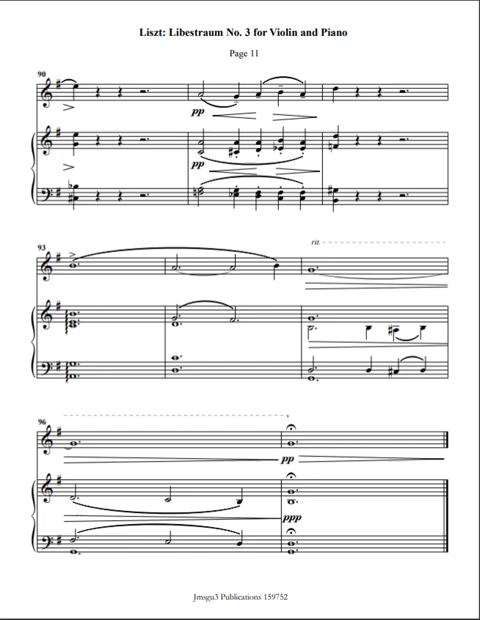 Liszt: Libestraum No. 3 for Violin and Piano
Page 11
90
pp
pp
93
rit.
96
pp
ppp
Jmsgu3 Publications 159752